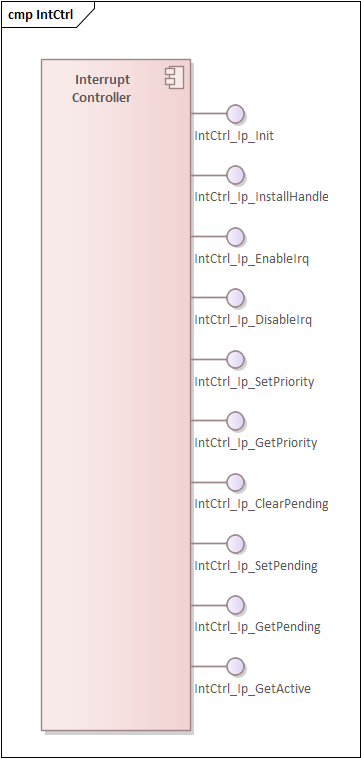 cmp IntCtrl
Interrupt
Controller
IntCtrl_Ip_Init
IntCtrl_Ip_InstallHandle
IntCtrl_Ip_EnableIrq
IntCtrl_Ip_DisableIrq
IntCtrl_Ip_SetPriority
IntCtrl_Ip_GetPriority
IntCtrl_Ip_ClearPending
IntCtrl_Ip_SetPending
IntCtrl_Ip_GetPending
IntCtrl_Ip_GetActive